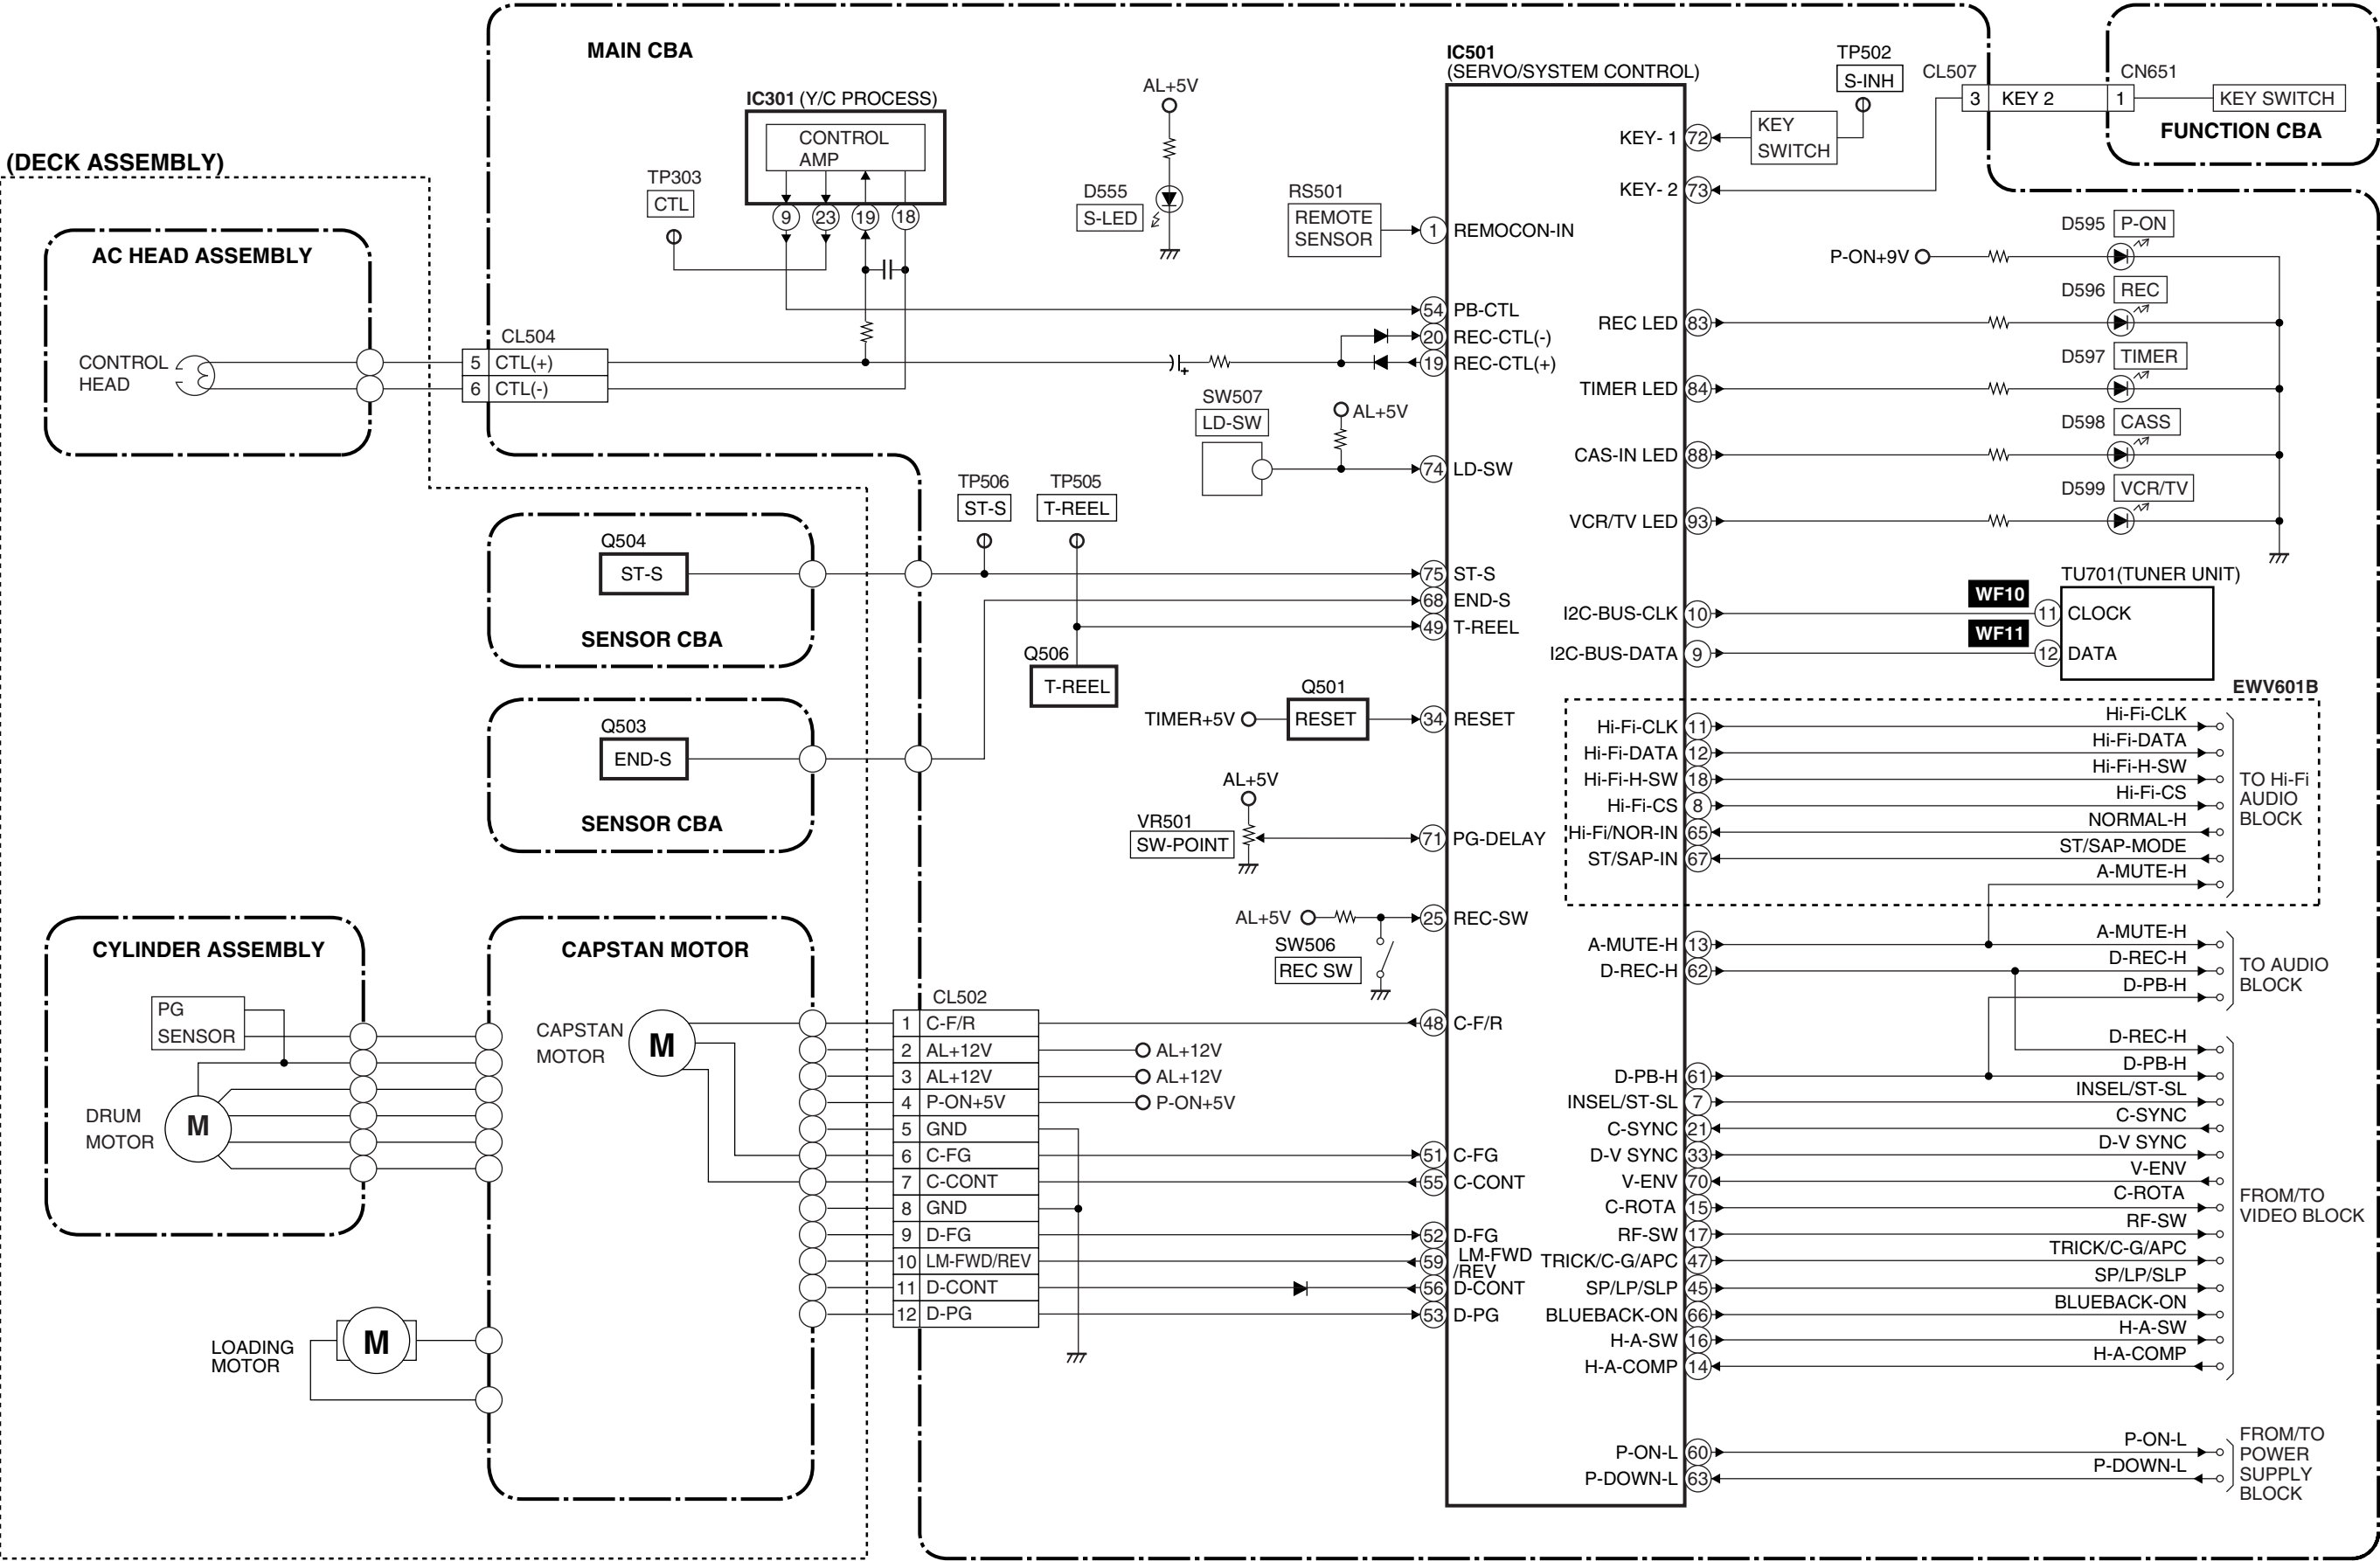 MAIN CBA
IC301 (Y/C PROCESS)
CONTROL
AMP
9
23
19
18
TP303
CTL
AL+5V
D555
S-LED
IC501
(SERVO/SYSTEM CONTROL)
TP502
S-INH
KEY
SWITCH
KEY- 1
72
KEY- 2
73
CL507
3
KEY 2
CN651
1
KEY SWITCH
FUNCTION CBA
(DECK ASSEMBLY)
AC HEAD ASSEMBLY
CONTROL
HEAD
CL504
5 CTL(+)
6 CTL(-)
RS501
REMOTE
SENSOR
1 REMOCON-IN
54 PB-CTL
20 REC-CTL(-)
19 REC-CTL(+)
SW507
LD-SW
AL+5V
74 LD-SW
P-ON+9V
D595 P-ON
D596 REC
REC LED 83
D597 TIMER
TIMER LED 84
D598 CASS
CAS-IN LED 88
D599 VCR/TV
VCR/TV LED 93
TP506
ST-S
TP505
T-REEL
Q504
ST-S
SENSOR CBA
75 ST-S
68 END-S
49 T-REEL
Q506
T-REEL
Q503
END-S
SENSOR CBA
TU701(TUNER UNIT)
I2C-BUS-CLK 10
WF10
11 CLOCK
I2C-BUS-DATA 9
WF11
12 DATA
TIMER+5V
Q501
RESET
34 RESET
AL+5V
VR501
SW-POINT
71 PG-DELAY
AL+5V
25 REC-SW
SW506
REC SW
EWV601B
Hi-Fi-CLK 11 Hi-Fi-CLK
Hi-Fi-DATA 12 Hi-Fi-DATA
Hi-Fi-H-SW 18 Hi-Fi-H-SW
Hi-Fi-CS 8 Hi-Fi-CS
Hi-Fi/NOR-IN 65 NORMAL-H
ST/SAP-IN 67 ST/SAP-MODE
A-MUTE-H
TO Hi-Fi
AUDIO
BLOCK
A-MUTE-H 13 A-MUTE-H
D-REC-H 62 D-REC-H
D-PB-H
TO AUDIO
BLOCK
CYLINDER ASSEMBLY
PG
SENSOR
DRUM
MOTOR
M
CAPSTAN MOTOR
CAPSTAN
MOTOR
M
LOADING
MOTOR
M
CL502
1 C-F/R
2 AL+12V
3 AL+12V
4 P-ON+5V
5 GND
6 C-FG
7 C-CONT
8 GND
9 D-FG
10 LM-FWD/REV
11 D-CONT
12 D-PG
AL+12V
AL+12V
P-ON+5V
48 C-F/R
51 C-FG
55 C-CONT
52 D-FG
59 LM-FWD
/REV
56 D-CONT
53 D-PG
D-REC-H
D-PB-H 61 D-PB-H
INSEL/ST-SL 7 INSEL/ST-SL
C-SYNC 21 C-SYNC
D-V SYNC 33 D-V SYNC
V-ENV 70 V-ENV
C-ROTA 15 C-ROTA
RF-SW 17 RF-SW
TRICK/C-G/APC 47 TRICK/C-G/APC
SP/LP/SLP 45 SP/LP/SLP
BLUEBACK-ON 66 BLUEBACK-ON
H-A-SW 16 H-A-SW
H-A-COMP 14 H-A-COMP
FROM/TO
VIDEO BLOCK
P-ON-L 60 P-ON-L
P-DOWN-L 63 P-DOWN-L
FROM/TO
POWER
SUPPLY
BLOCK